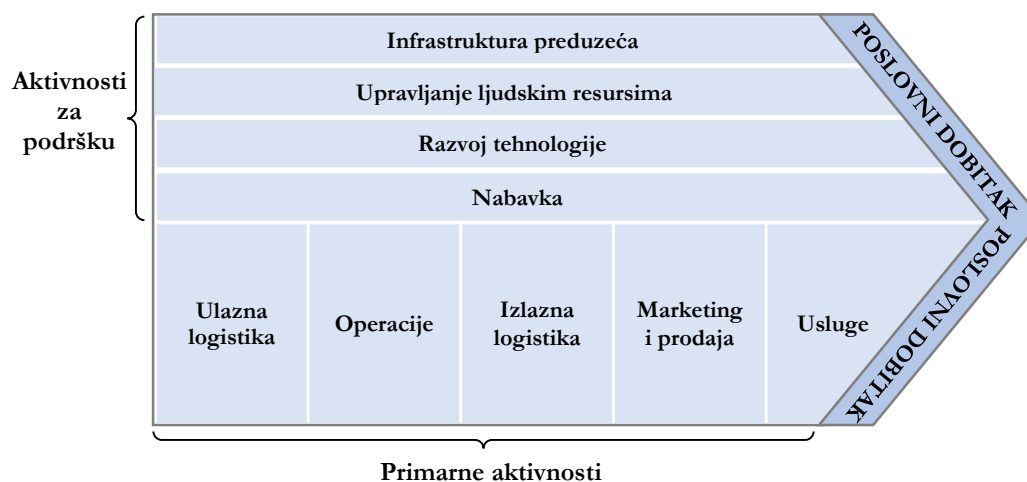 Infrastruktura preduzeća
POSLOVNI DOBITAK
Aktivnosti
za
podršku
Upravljanje ljudskim resursima
Razvoj tehnologije
Nabavka
Ulazna
logistika
Operacije
Izlazna
logistika
Marketing
i prodaja
Usluge
POSLOVNI DOBITAK
Primarne aktivnosti